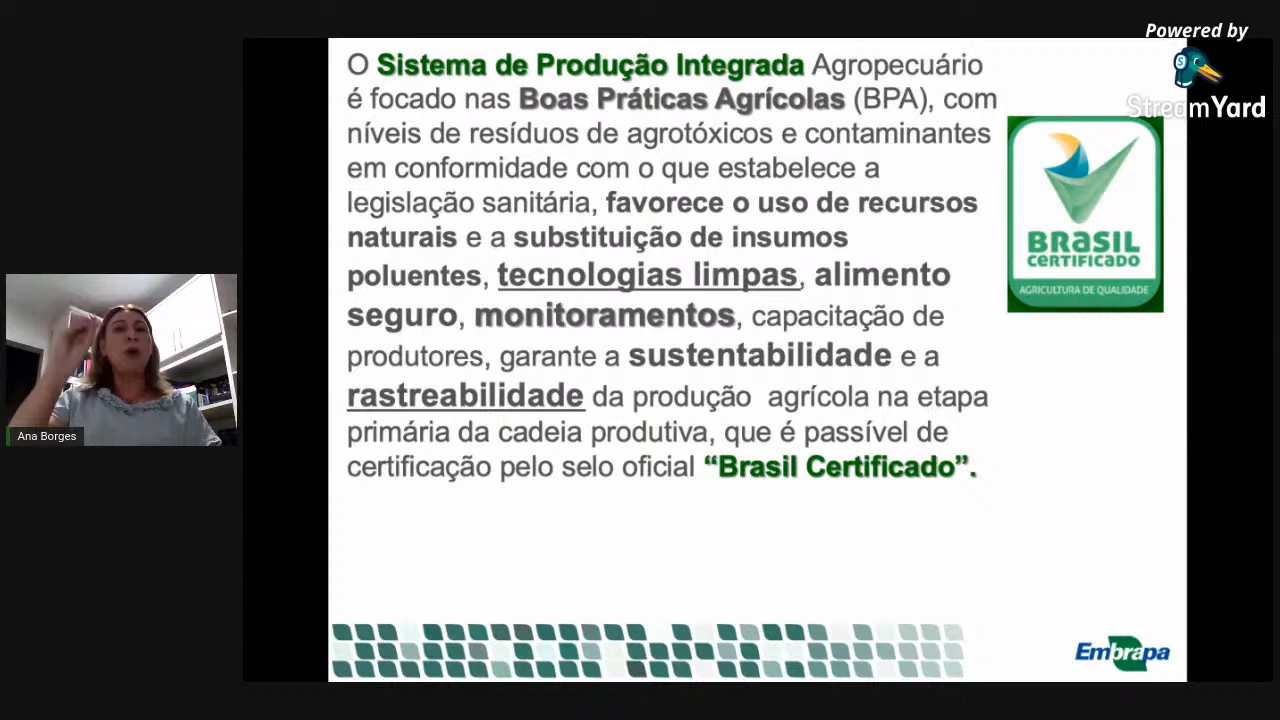 Powered by
StreamYard
O Sistema de Produção Integrada Agropecuário
é focado nas Boas Práticas Agrícolas (BPA), com
níveis de resíduos de agrotóxicos e contaminantes
em conformidade com o que estabelece a
legislação sanitária, favorece o uso de recursos
naturais e a substituição de insumos
poluentes, tecnologias limpas, alimento
seguro, monitoramentos, capacitação de
produtores, garante a sustentabilidade e a
rastreabilidade da produção agrícola na etapa
primária da cadeia produtiva, que é passível de
certificação pelo selo oficial “Brasil Certificado”.
BRASIL
CERTIFICADO
AGRICULTURA DE QUALIDADE
Ana Borges
Embrapa